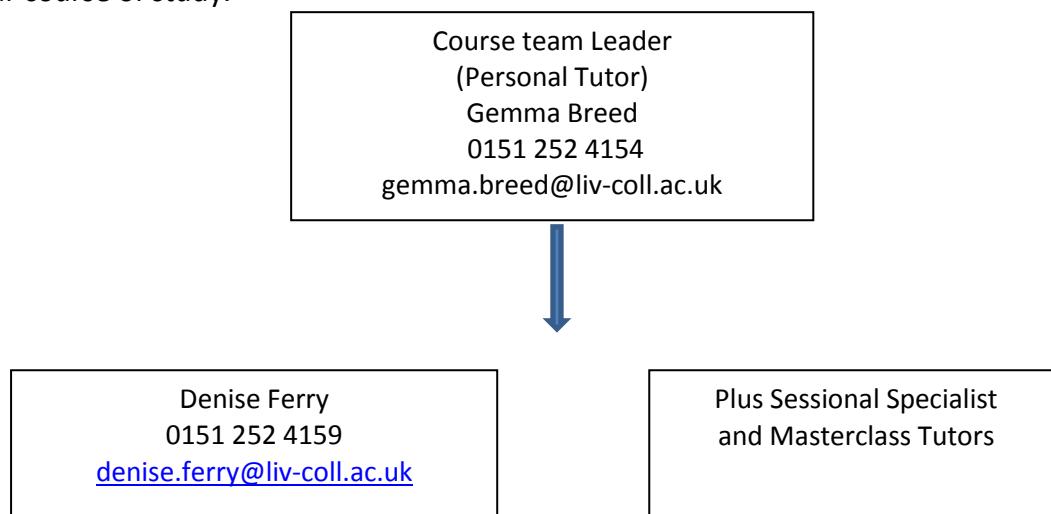 course of study.
Course team Leader
(Personal Tutor)
Gemma Breed
0151 252 4154
gemma.breed@liv-coll.ac.uk
Denise Ferry
0151 252 4159
denise.ferry@liv-coll.ac.uk
Plus Sessional Specialist
and Masterclass Tutors